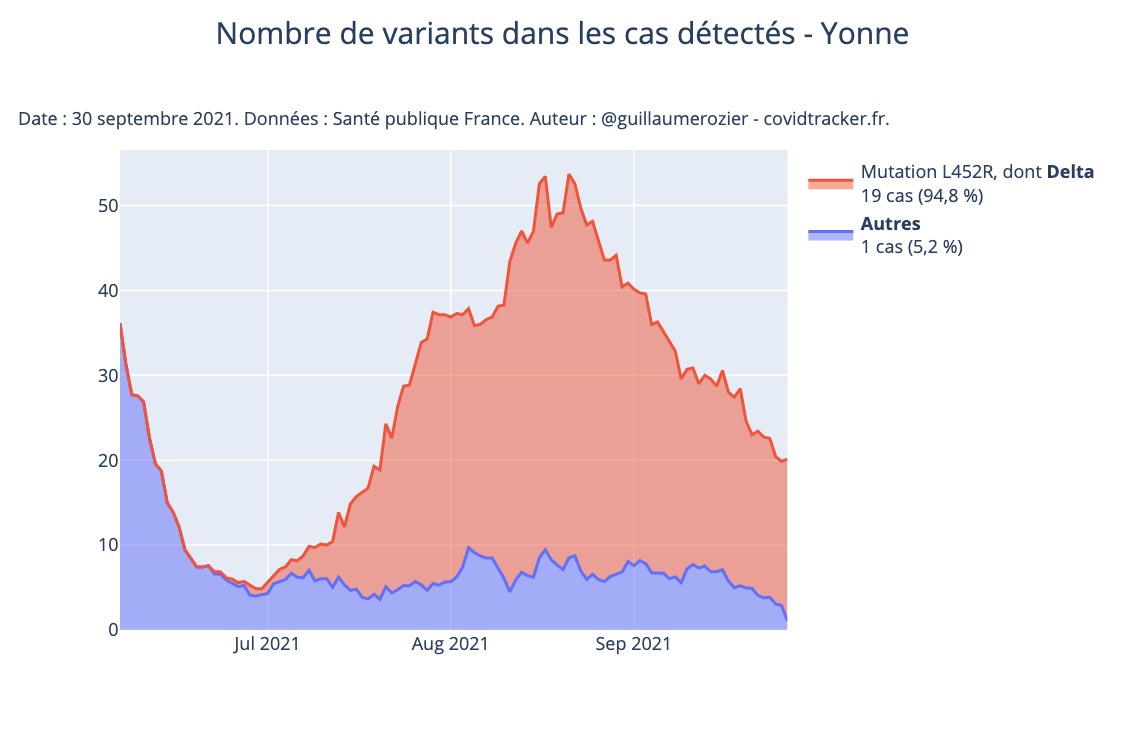 Nombre de variants dans les cas détectés - Yonne
Date : 30 septembre 2021. Données : Santé publique France. Auteur : @guillaumerozier - covidtracker.fr.
Mutation L452R, dont Delta
19 cas (94,8 %)
Autres
1 cas (5,2 %)
50
40
30
20
10
0
Jul 2021
Aug 2021
Sep 2021